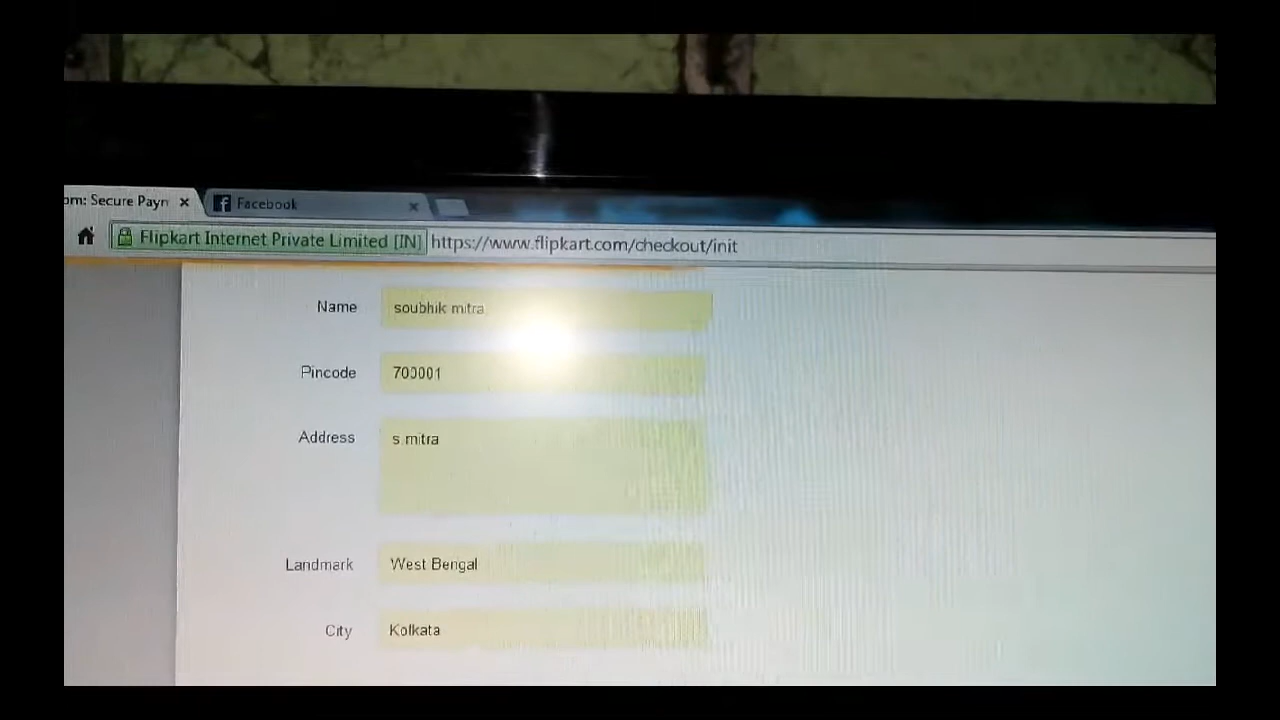 om: Secure Payn
Facebook
Flipkart Internet Private Limited [IN] https://www.flipkart.com/checkout/init
Name soubhik mitra
Pincode 700001
Address s mitra
Landmark West Bengal
City Kolkata